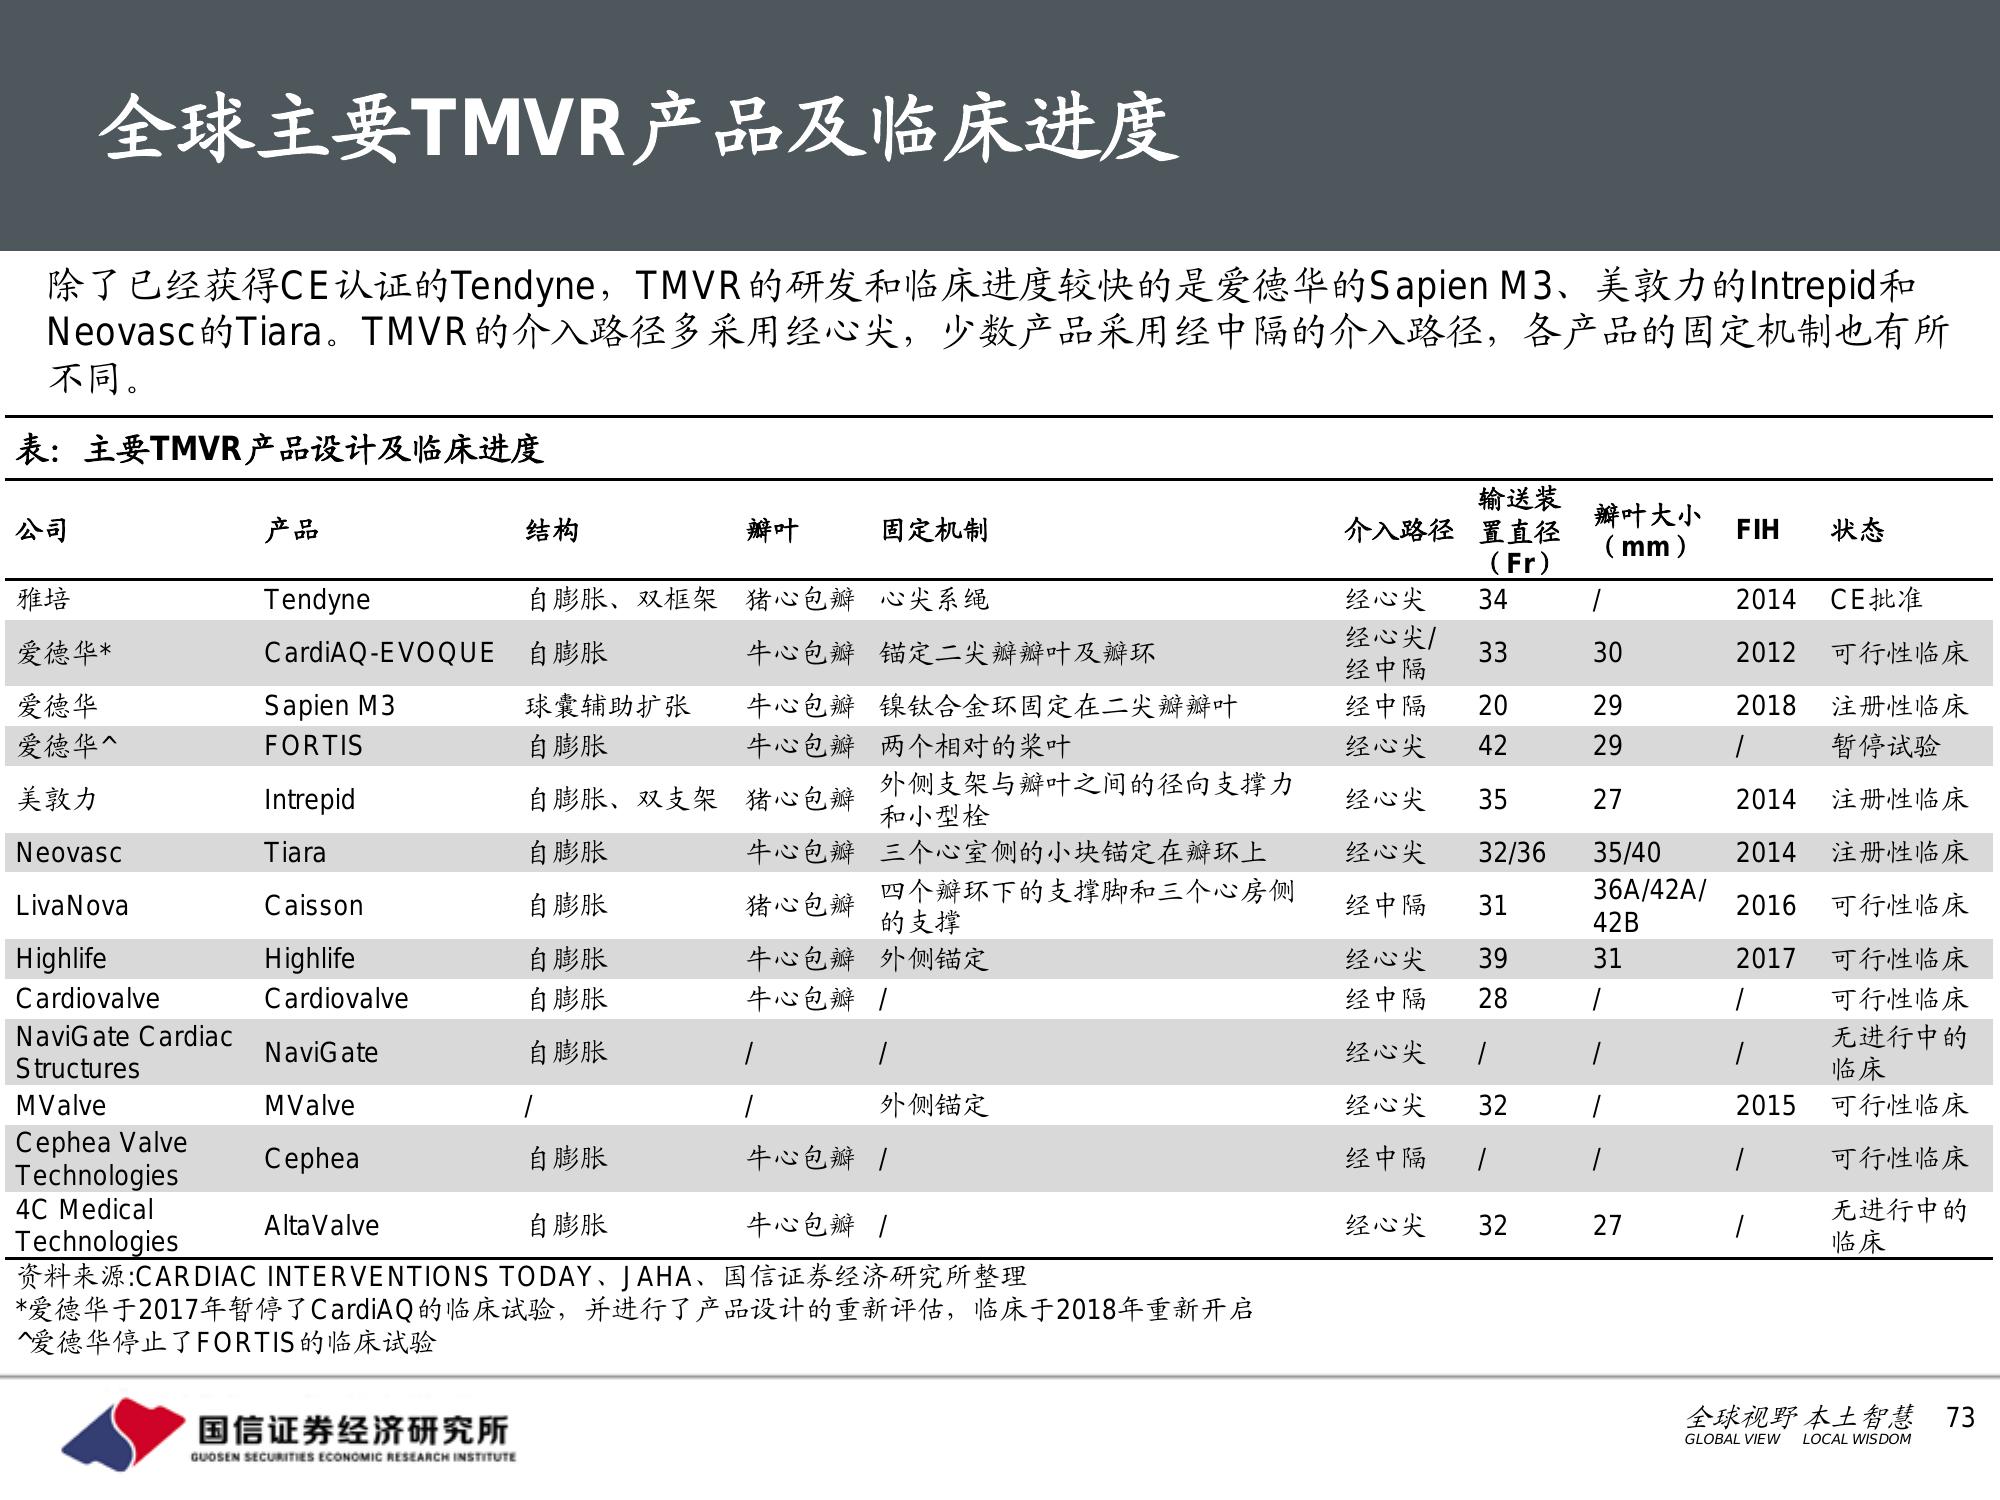 全球主要TMVR产品及临床进度
除了已经获得CE认证的Tendyne，TMVR的研发和临床进度较快的是爱德华的Sapien M3、美敦力的Intrepid和
Neovasc的Tiara。TMVR的介入路径多采用经心尖，少数产品采用经中隔的介入路径，各产品的固定机制也有所
不同。
表：主要TMVR产品设计及临床进度
公司 产品 结构 瓣叶 固定机制 介入路径 输送装置直径（Fr） 瓣叶大小（mm） FIH 状态
雅培 Tendyne 自膨胀、双框架 猪心包瓣 心尖系绳 经心尖 34 / 2014 CE批准
爱德华* CardiAQ-EVOQUE 自膨胀 牛心包瓣 锚定二尖瓣瓣叶及瓣环 经心尖/经中隔 33 30 2012 可行性临床
爱德华 Sapien M3 球囊辅助扩张 牛心包瓣 镍钛合金环固定在二尖瓣瓣叶 经中隔 20 29 2018 注册性临床
爱德华^ FORTIS 自膨胀 牛心包瓣 两个相对的桨叶 经心尖 42 29 / 暂停试验
美敦力 Intrepid 自膨胀、双支架 猪心包瓣 外侧支架与瓣叶之间的径向支撑力和小型栓 经心尖 35 27 2014 注册性临床
Neovasc Tiara 自膨胀 牛心包瓣 三个心室侧的小块锚定在瓣环上 经心尖 32/36 35/40 2014 注册性临床
LivaNova Caisson 自膨胀 猪心包瓣 四个瓣环下的支撑脚和三个心房侧的支撑 经中隔 31 36A/42A/42B 2016 可行性临床
Highlife Highlife 自膨胀 牛心包瓣 外侧锚定 经心尖 39 31 2017 可行性临床
Cardiovalve Cardiovalve 自膨胀 牛心包瓣 / 经中隔 28 / / 可行性临床
NaviGate Cardiac Structures NaviGate 自膨胀 / / 经心尖 / / / 无进行中的临床
MValve MValve / / 外侧锚定 经心尖 32 / 2015 可行性临床
Cephea Valve Technologies Cephea 自膨胀 牛心包瓣 / 经中隔 / / / 可行性临床
4C Medical Technologies AltaValve 自膨胀 牛心包瓣 / 经心尖 32 27 / 无进行中的临床
资料来源:CARDIAC INTERVENTIONS TODAY、JAHA、国信证券经济研究所整理
*爱德华于2017年暂停了CardiAQ的临床试验，并进行了产品设计的重新评估，临床于2018年重新开启
^爱德华停止了FORTIS的临床试验
国信证券经济研究所
GUOSEN SECURITIES ECONOMIC RESEARCH INSTITUTE
全球视野 本土智慧 73
GLOBAL VIEW LOCAL WISDOM